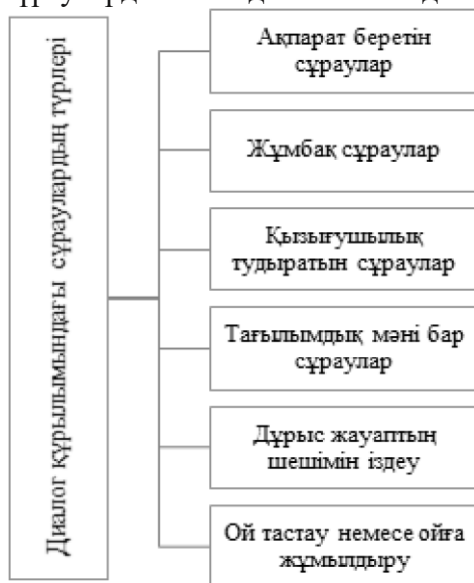 Диалог құрылымындағы сұраулардың түрлері
Ақпарат беретін
сұраулар
Жұмбақ сұраулар
Қызығушылық
тудыратын сұраулар
Тағылымдық мәні бар
сұраулар
Дұрыс жауаптың
шешімін іздеу
Ой тастау немесе ойға
жұмылдыру